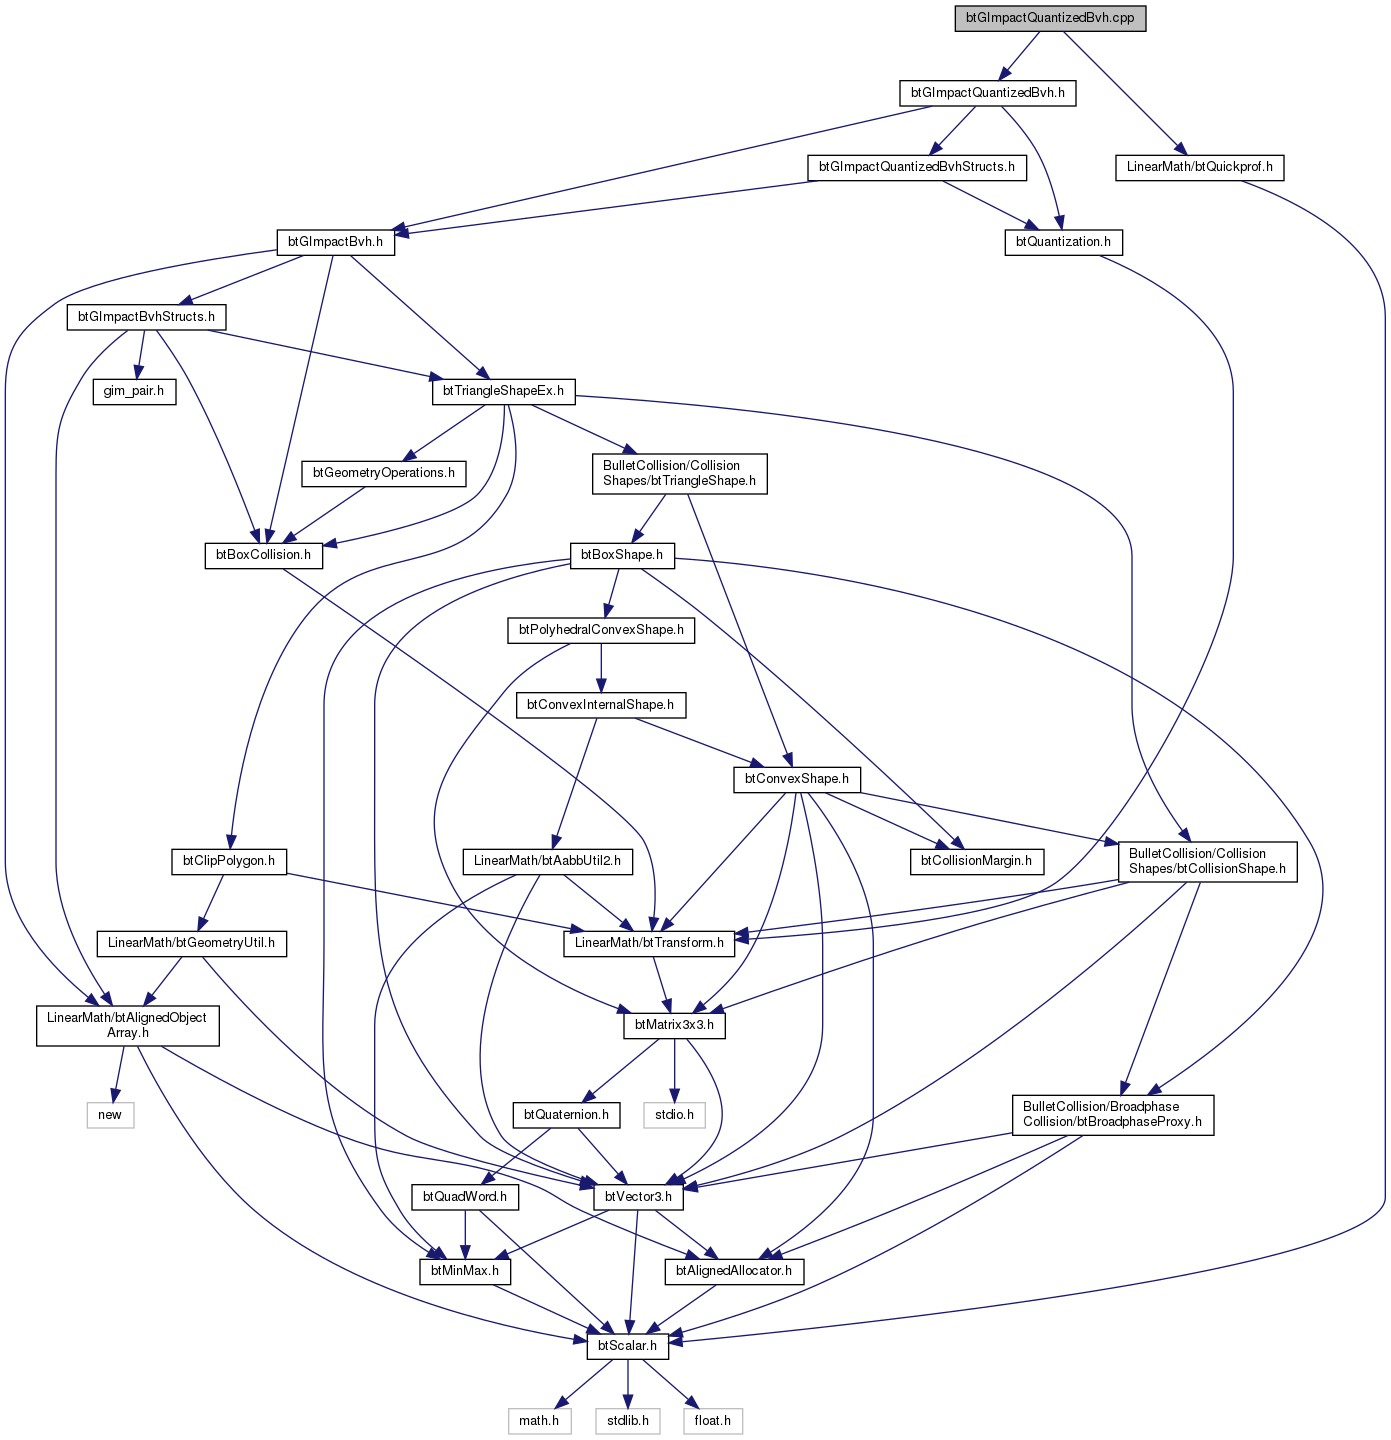 btGImpactQuantizedBvh.cpp
btGImpactQuantizedBvh.h
btGImpactQuantizedBvhStructs.h
LinearMath/btQuickprof.h
btGImpactBvh.h
btQuantization.h
btGImpactBvhStructs.h
gim_pair.h
btTriangleShapeEx.h
btGeometryOperations.h
BulletCollision/Collision
Shapes/btTriangleShape.h
btBoxCollision.h
btBoxShape.h
btPolyhedralConvexShape.h
btConvexInternalShape.h
btConvexShape.h
btClipPolygon.h
LinearMath/btAabbUtil2.h
btCollisionMargin.h
BulletCollision/Collision
Shapes/btCollisionShape.h
LinearMath/btGeometryUtil.h
LinearMath/btTransform.h
LinearMath/btAlignedObject
Array.h
btMatrix3x3.h
new
btQuaternion.h
stdio.h
BulletCollision/Broadphase
Collision/btBroadphaseProxy.h
btQuadWord.h
btVector3.h
btMinMax.h
btAlignedAllocator.h
btScalar.h
math.h
stdlib.h
float.h